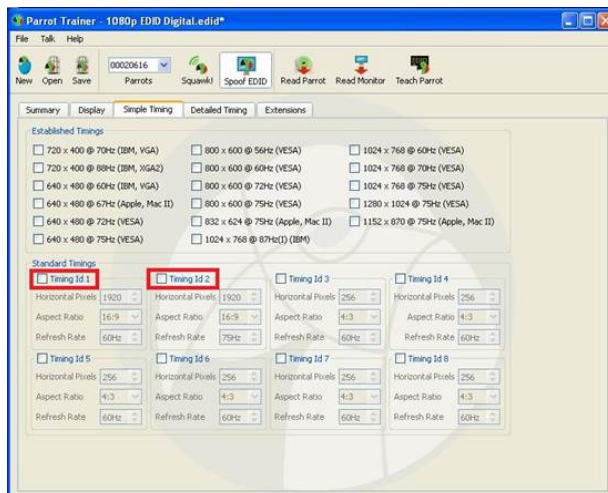 Parrot Trainer - 1080p EDID Digital.edid*
File Talk Help
00020616
New Open Save Parrots Squawk! Spoof EDID Read Parrot Read Monitor Teach Parrot
Summary Display Simple Timing Detailed Timing Extensions
Established Timings
720 x 400 @ 70Hz (IBM, VGA) 800 x 600 @ 56Hz (VESA) 1024 x 768 @ 60Hz (VESA)
720 x 400 @ 88Hz (IBM, XGA2) 800 x 600 @ 60Hz (VESA) 1024 x 768 @ 70Hz (VESA)
640 x 480 @ 60Hz (IBM, VGA) 800 x 600 @ 72Hz (VESA) 1024 x 768 @ 75Hz (VESA)
640 x 480 @ 67Hz (Apple, Mac II) 800 x 600 @ 75Hz (VESA) 1280 x 1024 @ 75Hz (VESA)
640 x 480 @ 72Hz (VESA) 832 x 624 @ 75Hz (Apple, Mac II) 1152 x 870 @ 75Hz (Apple, Mac II)
640 x 480 @ 75Hz (VESA) 1024 x 768 @ 87Hz(I) (IBM)
Standard Timings
Timing Id 1 Timing Id 2 Timing Id 3 Timing Id 4
Horizontal Pixels 1920 Horizontal Pixels 1920 Horizontal Pixels 256 Horizontal Pixels 256
Aspect Ratio 16:9 Aspect Ratio 16:9 Aspect Ratio 4:3 Aspect Ratio 4:3
Refresh Rate 60Hz Refresh Rate 75Hz Refresh Rate 60Hz Refresh Rate 60Hz
Timing Id 5 Timing Id 6 Timing Id 7 Timing Id 8
Horizontal Pixels 256 Horizontal Pixels 256 Horizontal Pixels 256 Horizontal Pixels 256
Aspect Ratio 4:3 Aspect Ratio 4:3 Aspect Ratio 4:3 Aspect Ratio 4:3
Refresh Rate 60Hz Refresh Rate 60Hz Refresh Rate 60Hz Refresh Rate 60Hz